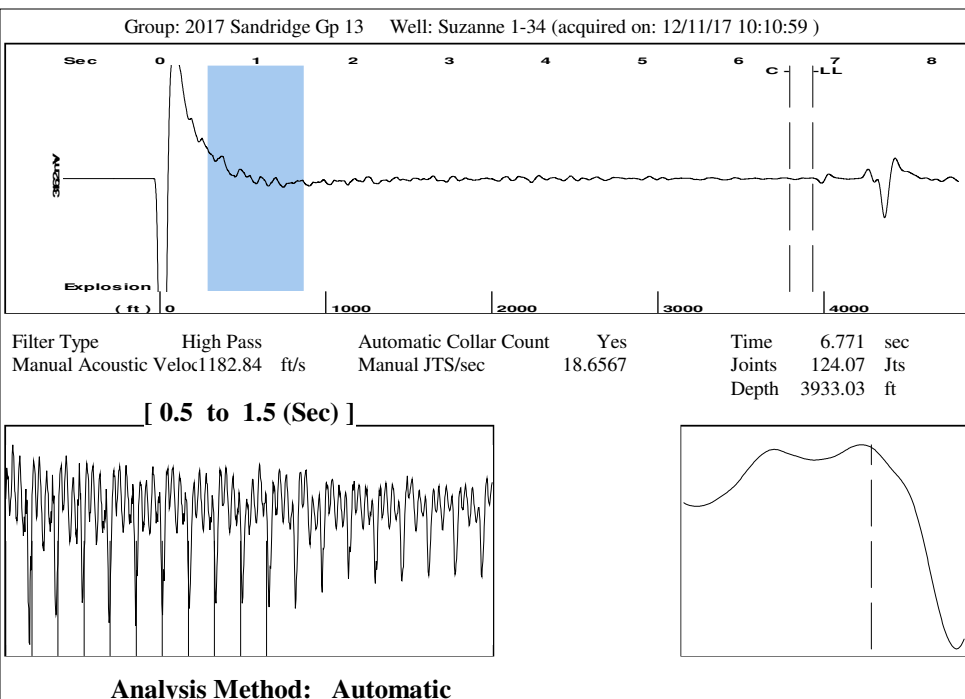 Group: 2017 Sandridge Gp 13 Well: Suzanne 1-34 (acquired on: 12/11/17 10:10:59 )
Sec 0 1 2 3 4 5 6 7 8
C LL
mV
Explosion
( ft ) 0 1000 2000 3000 4000
Filter Type High Pass Automatic Collar Count Yes Time 6.771 sec
Manual Acoustic Veloc1182.84 ft/s Manual JTS/sec 18.6567 Joints 124.07 Jts
Depth 3933.03 ft
[ 0.5 to 1.5 (Sec) ]
Analysis Method: Automatic